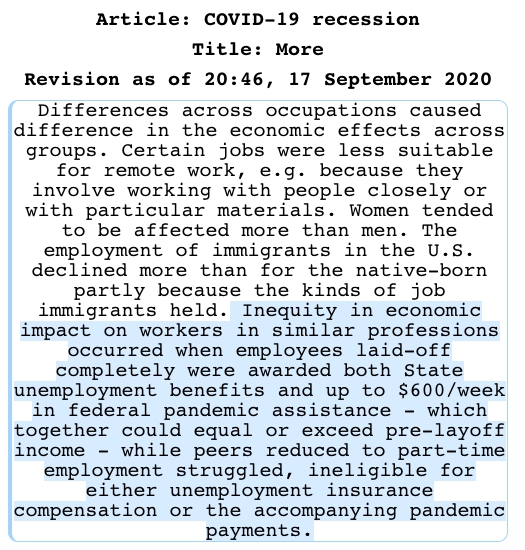 Article: COVID-19 recession
Title: More
Revision as of 20:46, 17 September 2020
Differences across occupations caused
difference in the economic effects across
groups. Certain jobs were less suitable
for remote work, e.g. because they
involve working with people closely or
with particular materials. Women tended
to be affected more than men. The
employment of immigrants in the U.S.
declined more than for the native-born
partly because the kinds of job
immigrants held. Inequity in economic
impact on workers in similar professions
occurred when employees laid-off
completely were awarded both State
unemployment benefits and up to $600/week
in federal pandemic assistance - which
together could equal or exceed pre-layoff
income - while peers reduced to part-time
employment struggled, ineligible for
either unemployment insurance
compensation or the accompanying pandemic
payments.